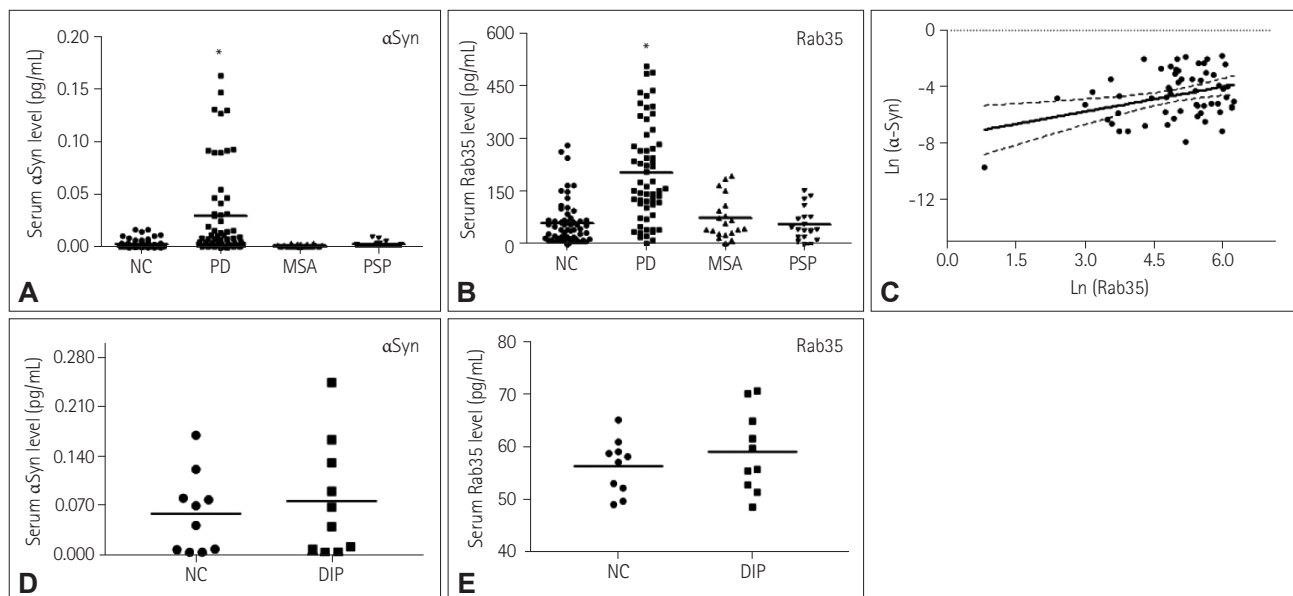 αSyn
*
0.20
0.15
0.10
0.05
0.00
Serum αSyn level (pg/mL)
NC PD MSA PSP
A
Rab35
*
600
450
300
150
0
Serum Rab35 level (pg/mL)
NC PD MSA PSP
B
0
-4
-8
-12
Ln (α-Syn)
0.0 1.5 3.0 4.5 6.0
Ln (Rab35)
C
αSyn
0.280
0.210
0.140
0.070
0.000
Serum αSyn level (pg/mL)
NC DIP
D
Rab35
80
70
60
50
40
Serum Rab35 level (pg/mL)
NC DIP
E